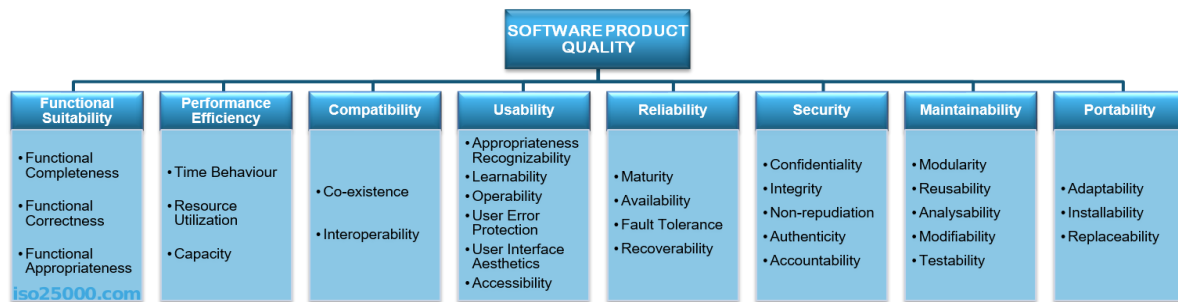 SOFTWARE PRODUCT
QUALITY
Functional
Suitability
• Functional
Completeness
• Functional
Correctness
• Functional
Appropriateness
Performance
Efficiency
• Time Behaviour
• Resource
Utilization
• Capacity
Compatibility
• Co-existence
• Interoperability
Usability
• Appropriateness
Recognizability
• Learnability
• Operability
• User Error
Protection
• User Interface
Aesthetics
• Accessibility
Reliability
• Maturity
• Availability
• Fault Tolerance
• Recoverability
Security
• Confidentiality
• Integrity
• Non-repudiation
• Authenticity
• Accountability
Maintainability
• Modularity
• Reusability
• Analysability
• Modifiability
• Testability
Portability
• Adaptability
• Installability
• Replaceability
iso25000.com